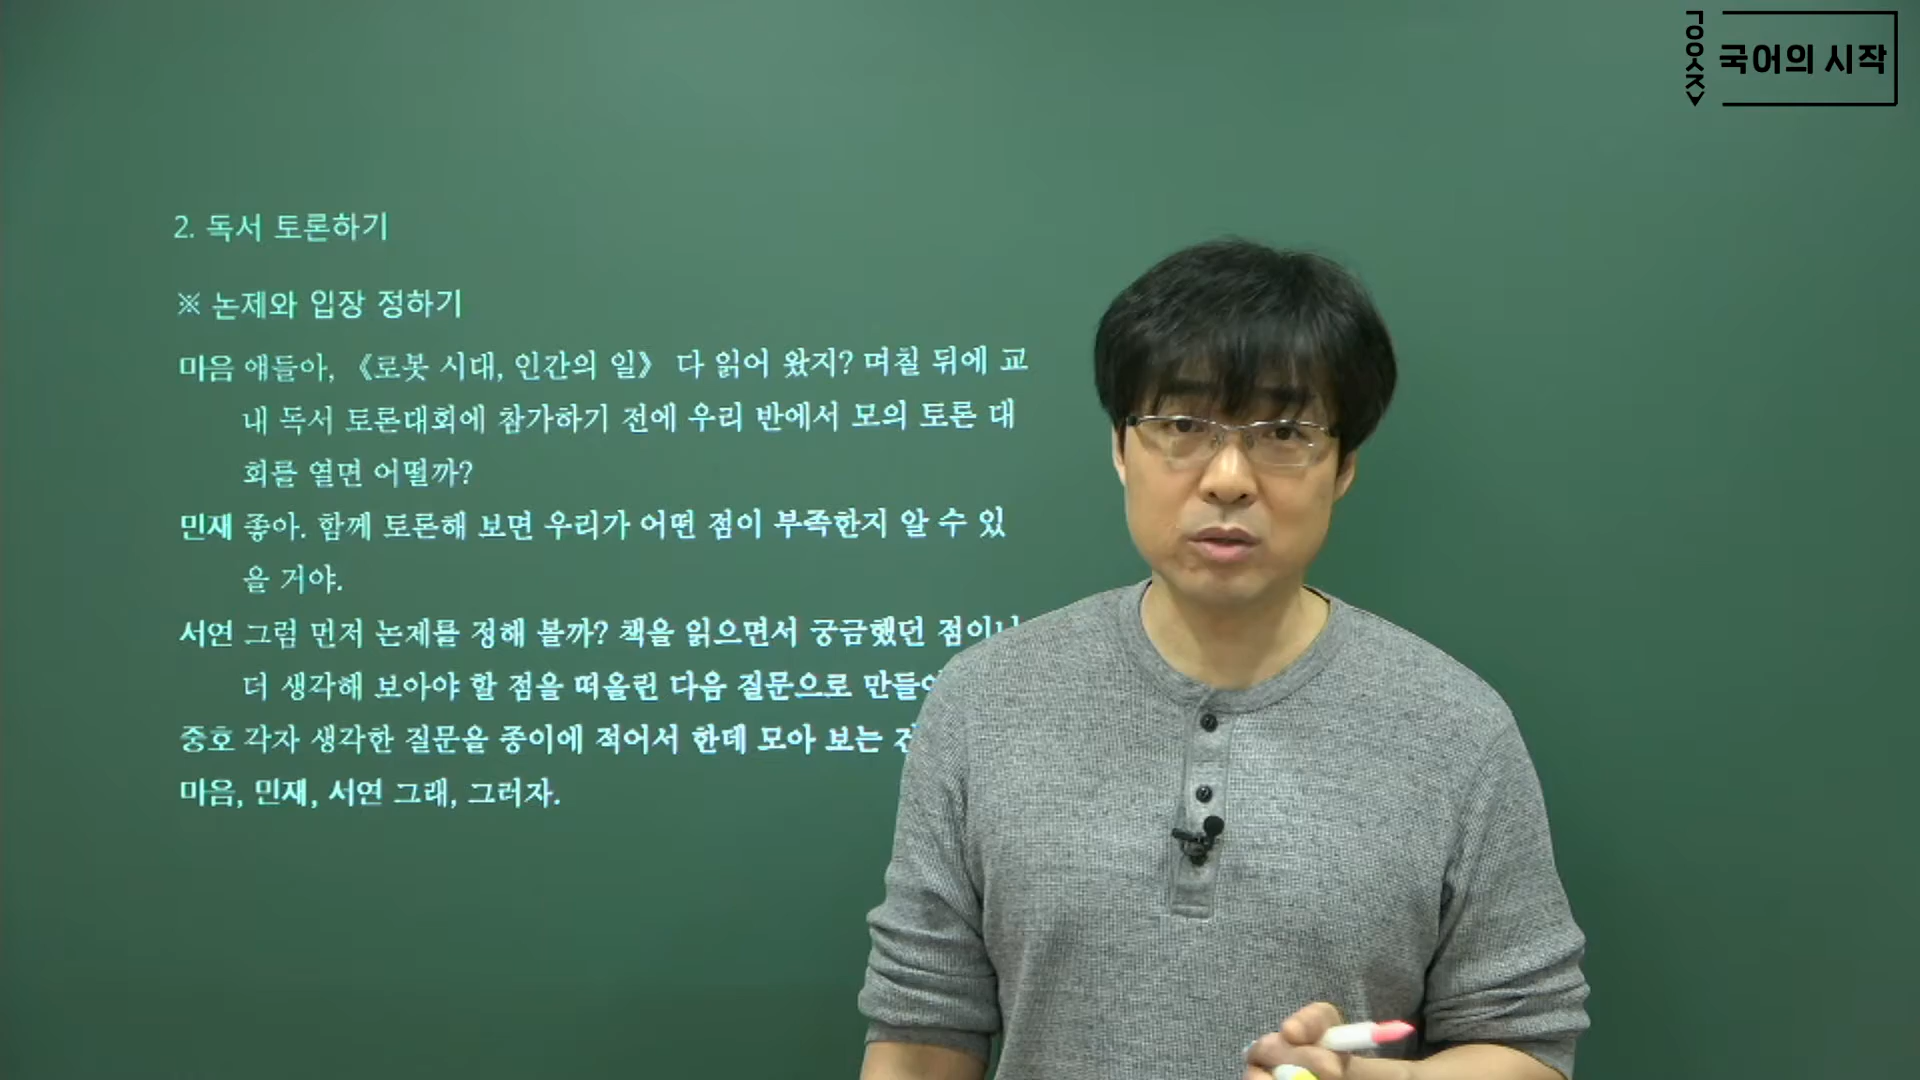 국어의 시작
2. 독서 토론하기
※ 논제와 입장 정하기
마음 얘들아, 《로봇 시대, 인간의 일》 다 읽어 왔지? 며칠 뒤에 교
내 독서 토론대회에 참가하기 전에 우리 반에서 모의 토론 대
회를 열면 어떨까?
민재 좋아. 함께 토론해 보면 우리가 어떤 점이 부족한지 알 수 있
을 거야.
서연 그럼 먼저 논제를 정해 볼까? 책을 읽으면서 궁금했던
더 생각해 보아야 할 점을 떠올린 다음 질문으로
중호 각자 생각한 질문을 종이에 적어서 한데 모아 보는
마음, 민재, 서연 그래, 그러자.